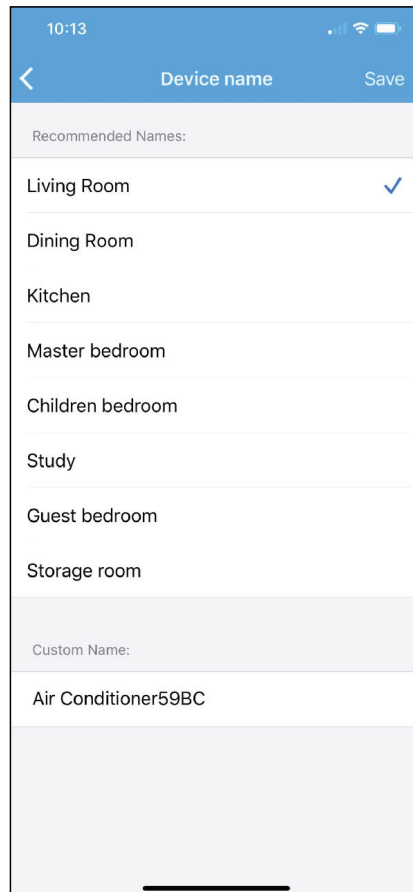 10:13
Device name
Save
Recommended Names:
Living Room
Dining Room
Kitchen
Master bedroom
Children bedroom
Study
Guest bedroom
Storage room
Custom Name:
Air Conditioner59BC